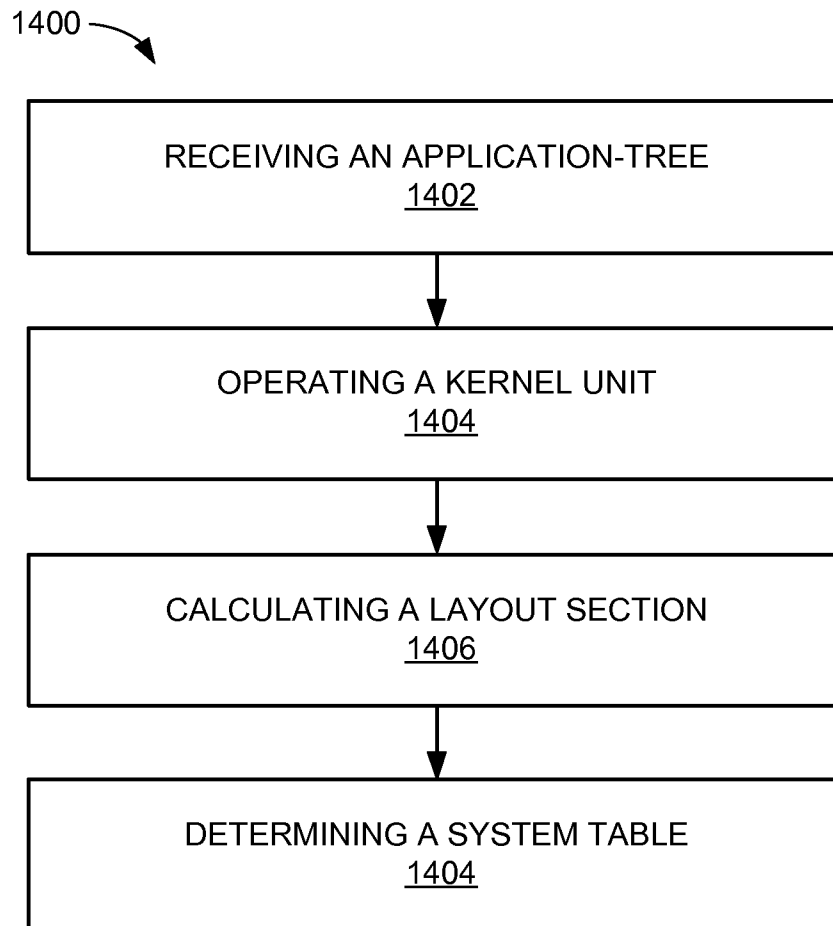 1400
RECEIVING AN APPLICATION-TREE
1402
OPERATING A KERNEL UNIT
1404
CALCULATING A LAYOUT SECTION
1406
DETERMINING A SYSTEM TABLE
1404